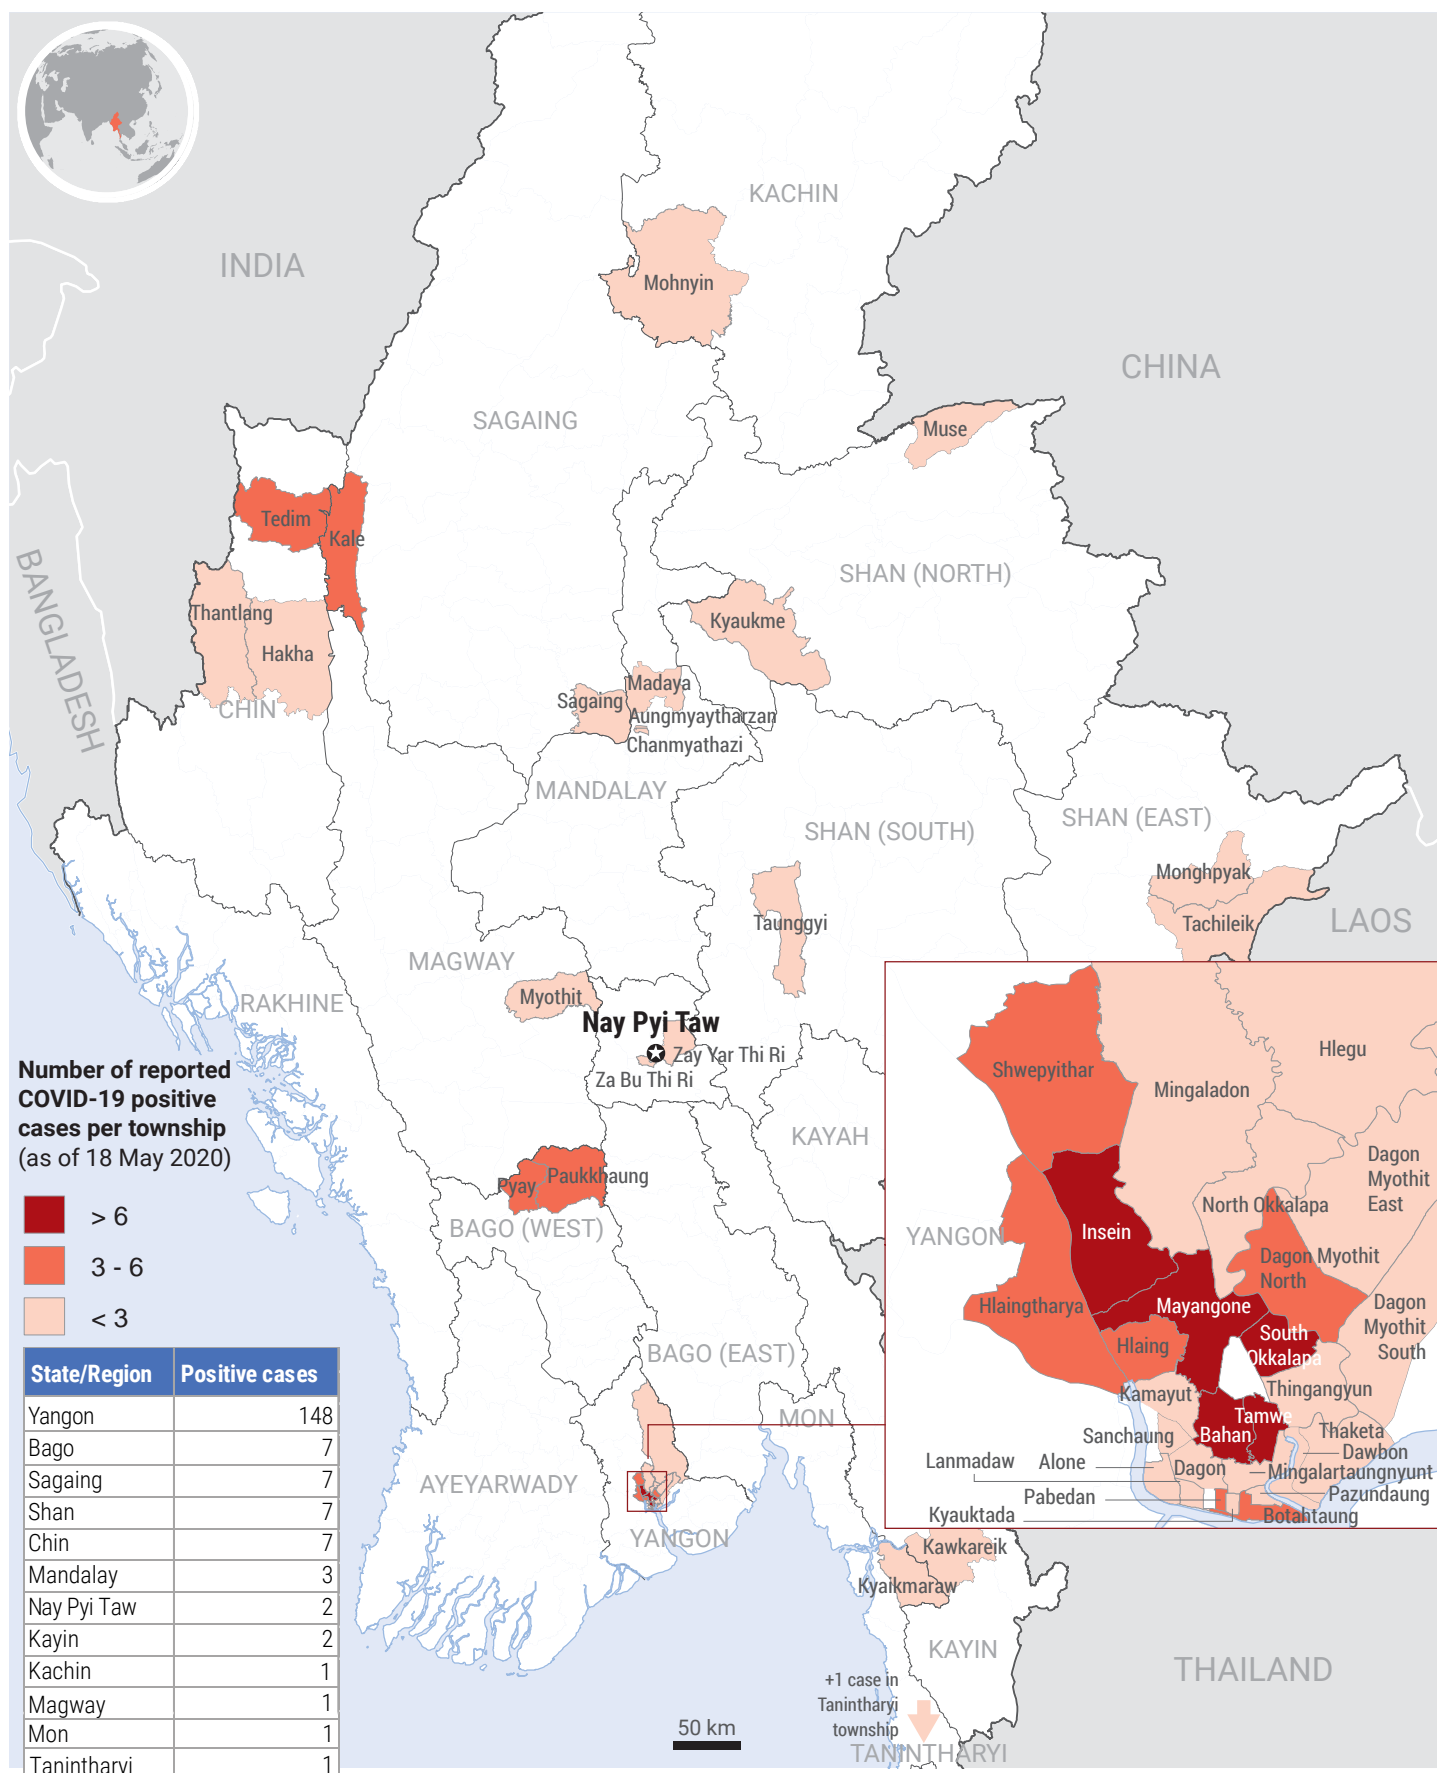 KACHIN
INDIA
Mohnyin
CHINA
SAGAING
Muse
Tedim
Kale
BANGLADESH
SHAN (NORTH)
Thantlang
Kyaukme
Hakha
Madaya
Sagaing
CHIN
Aungmyaytharzan
Chanmyathazi
MANDALAY
SHAN (SOUTH)
SHAN (EAST)
Monghpyak
Taunggyi
Tachileik
LAOS
MAGWAY
Myothit
RAKHINE
Nay Pyi Taw
Zay Yar Thi Ri
Za Bu Thi Ri
KAYAH
Pyay
Paukkhaung
BAGO (WEST)
BAGO (EAST)
MON
AYEYARWADY
YANGON
Kawkareik
Kyaikmaraw
KAYIN
THAILAND
+1 case in
Tanintharyi
township
TANINTHARYI
50 km
Hlegu
Shwepyithar
Mingaladon
Dagon
Myothit
East
North Okkalapa
YANGON
Insein
Dagon Myothit
North
Hlaingtharya
Mayangone
Dagon
Myothit
South
South
Okkalapa
Hlaing
Kamayut
Thingangyun
Tamwe
Bahan
Sanchaung
Thaketa
Dawbon
Lanmadaw
Alone
Dagon
Mingalartaungnyunt
Pabedan
Pazundaung
Kyauktada
Botahtaung
Number of reported
COVID-19 positive
cases per township
(as of 18 May 2020)
> 6
3 - 6
< 3
State/Region Positive cases
Yangon 148
Bago 7
Sagaing 7
Shan 7
Chin 7
Mandalay 3
Nay Pyi Taw 2
Kayin 2
Kachin 1
Magway 1
Mon 1
Tanintharyi 1